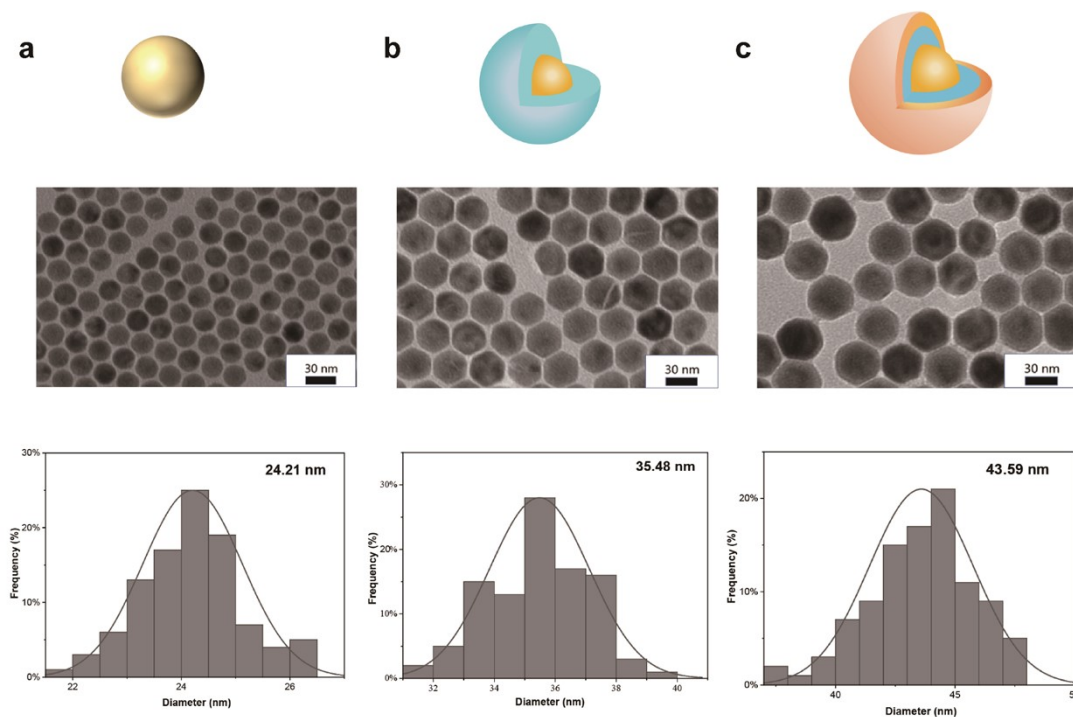 a
b
c
30 nm
30 nm
30 nm
24.21 nm
30%
20%
10%
0%
Frequency (%)
22
24
26
Diameter (nm)
35.48 nm
30%
20%
10%
0%
Frequency (%)
32
34
36
38
40
Diameter (nm)
43.59 nm
20%
10%
0%
Frequency (%)
40
45
Diameter (nm)